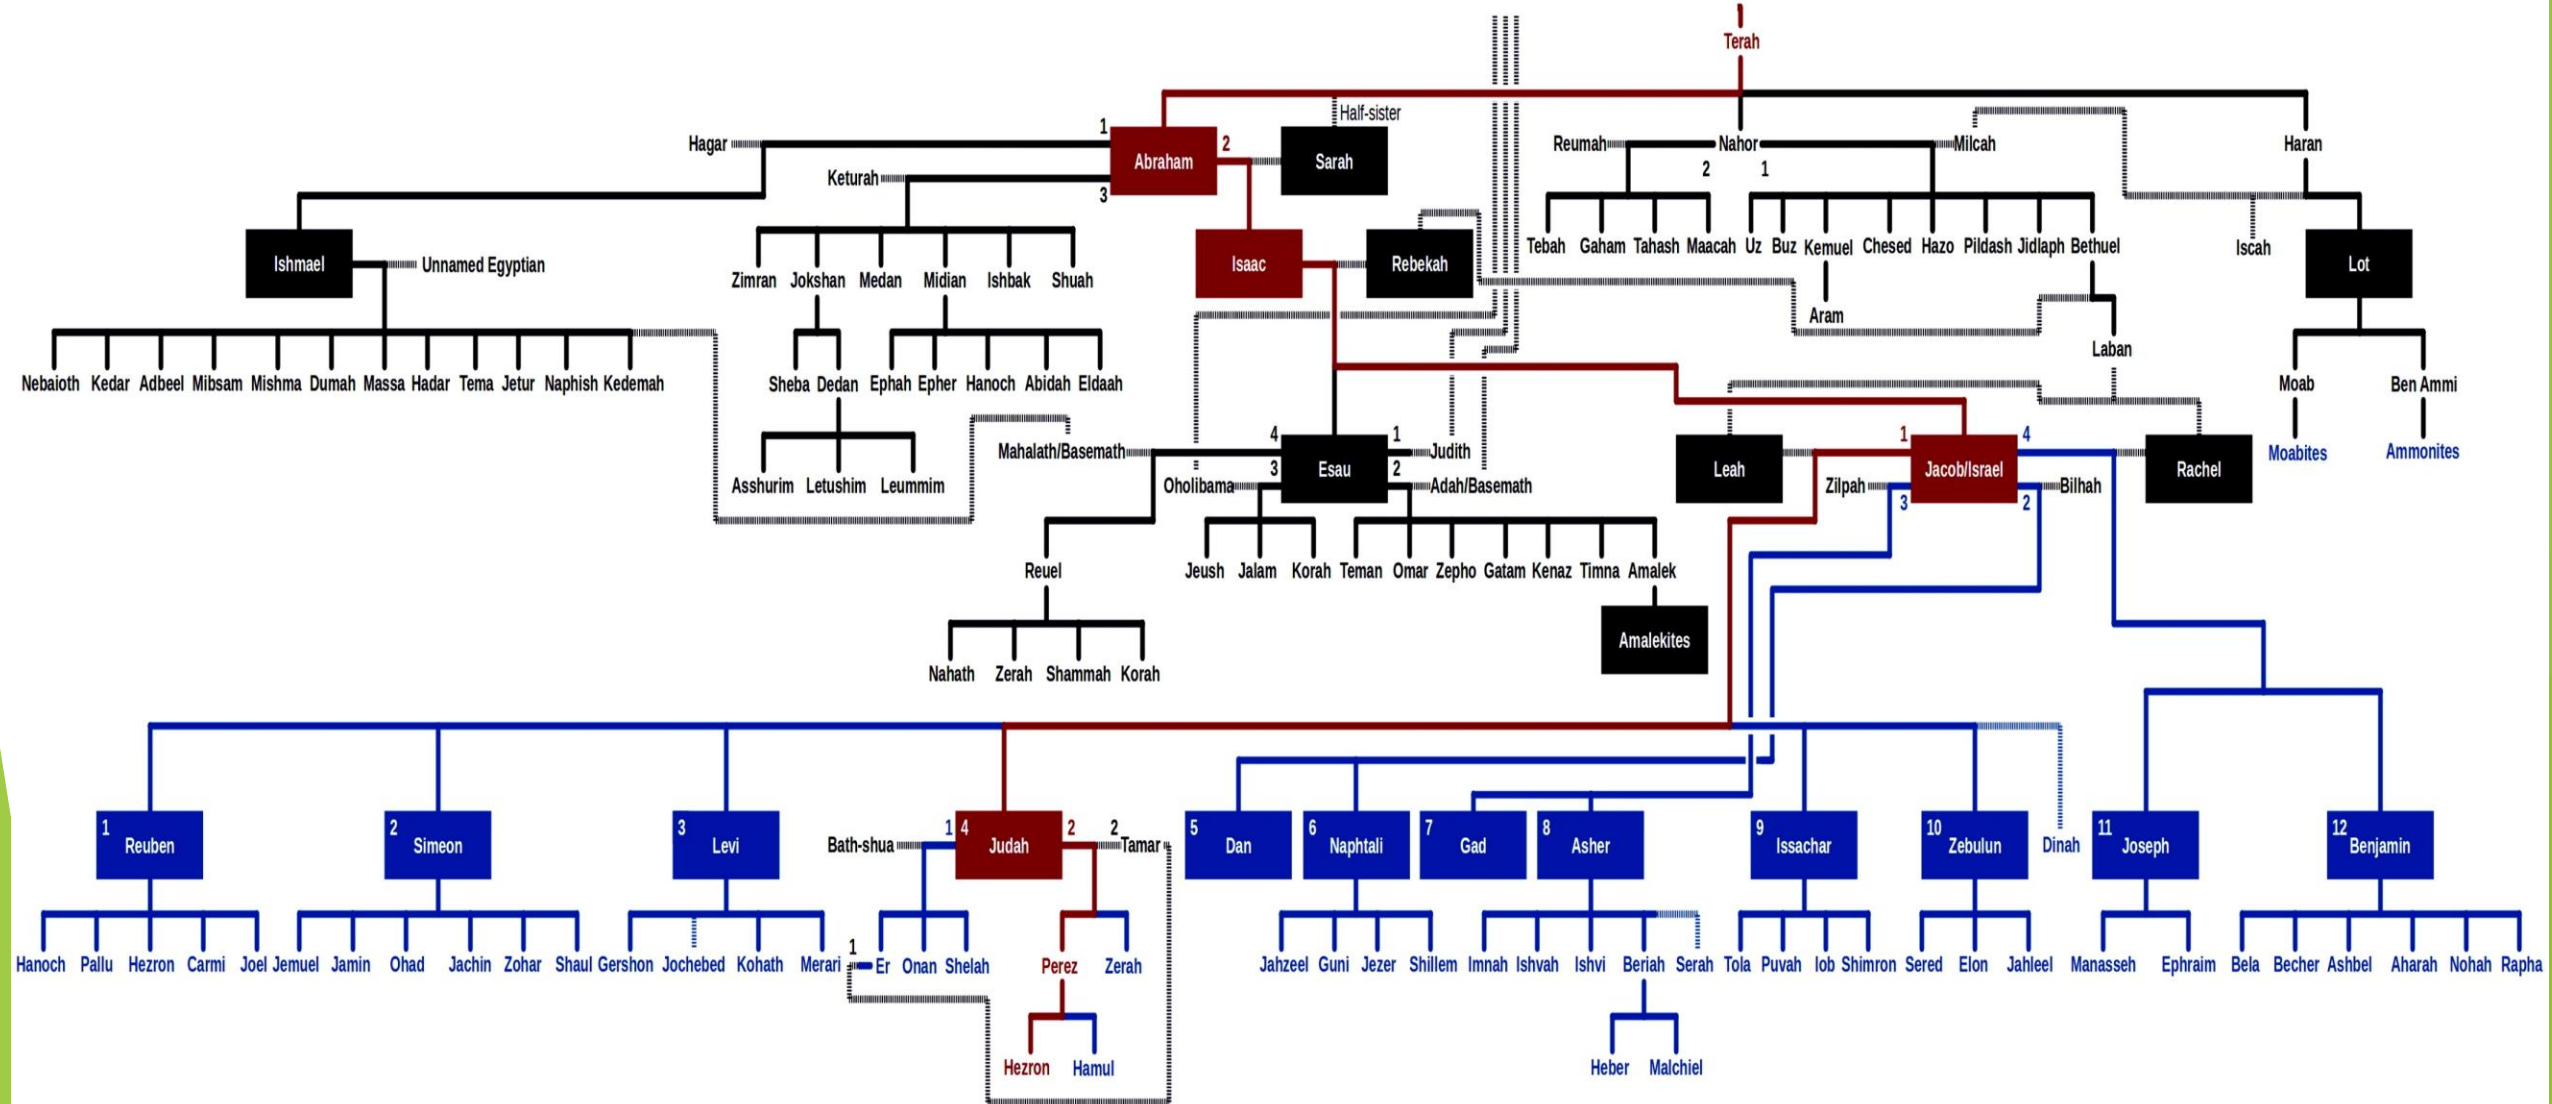 Terah
Half-sister
Hagar 1 Abraham 2 Sarah Reumah Nahor Milcah Haran
2 1
Keturah 3
Ishmael Unnamed Egyptian Isaac Rebekah
Tebah Gaham Tahash Maacah Uz Buz Kemuel Chesed Hazo Pildash Jidlaph Bethuel Iscah Lot
Zimran Jokshan Medan Midian Ishbak Shuah
Aram
Laban
Nebaioth Kedar Adbeel Mibsam Mishma Dumah Massa Hadar Tema Jetur Naphish Kedemah Sheba Dedan Ephah Epher Hanoch Abidah Eldaah Moab Ben Ammi
4 1 1 4
Mahalath/Basemath Judith Moabites Ammonites
3 Esau 2 Leah Jacob/Israel Rachel
Asshurim Letushim Leummim Oholibama Adah/Basemath Zilpah Bilhah
3 2
Reuel Jeush Jalam Korah Teman Omar Zepho Gatam Kenaz Timna Amalek
Amalekites
Nahath Zerah Shammah Korah
1 Reuben 2 Simeon 3 Levi Bath-shua 1 4 Judah 2 2 Tamar 5 Dan 6 Naphtali 7 Gad 8 Asher 9 Issachar 10 Zebulun Dinah 11 Joseph 12 Benjamin
1
Hanoch Pallu Hezron Carmi Joel Jemuel Jamin Ohad Jachin Zohar Shaul Gershon Jochebed Kohath Merari Er Onan Shelah Perez Zerah Jahzeel Guni Jezer Shillem Imnah Ishvah Ishvi Beriah Serah Tola Puvah Iob Shimron Sered Elon Jahleel Manasseh Ephraim Bela Becher Ashbel Aharah Nohah Rapha
Hezron Hamul Heber Malchiel